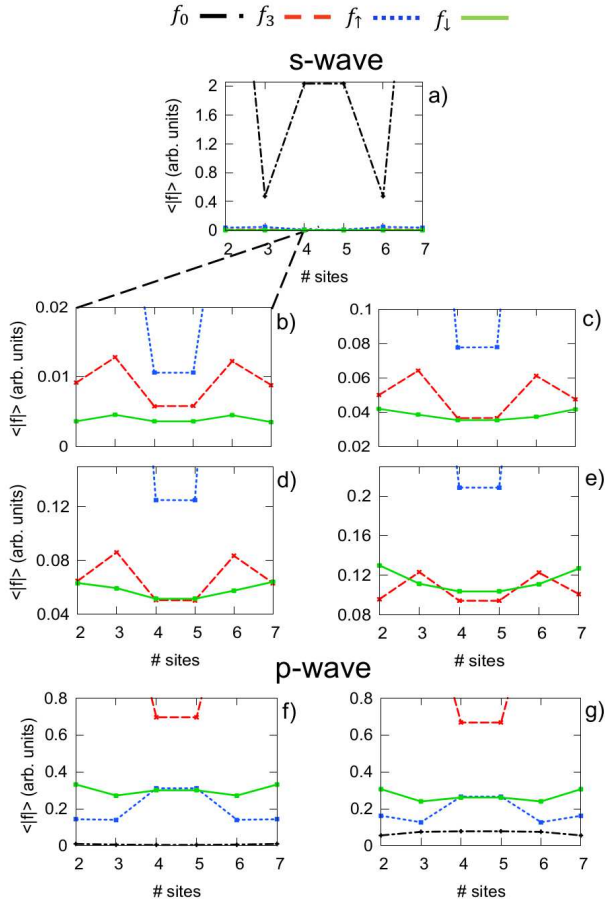 f₀ f₃ f↑ f↓
s-wave
a)
<|f|> (arb. units)
2
1.6
1.2
0.8
0.4
0
2 3 4 5 6 7
# sites
b)
<|f|> (arb. units)
0.02
0.01
0
c)
0.1
0.08
0.06
0.04
0.02
d)
<|f|> (arb. units)
0.12
0.08
0.04
2 3 4 5 6 7
# sites
e)
0.2
0.16
0.12
0.08
2 3 4 5 6 7
# sites
p-wave
f)
<|f|> (arb. units)
0.8
0.6
0.4
0.2
0
2 3 4 5 6 7
# sites
g)
0.8
0.6
0.4
0.2
0
2 3 4 5 6 7
# sites